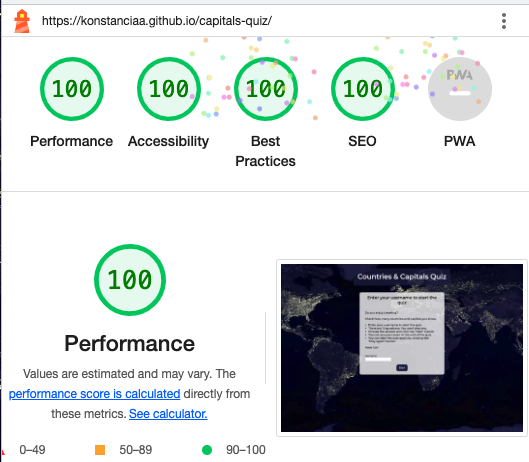 https://konstanciaa.github.io/capitals-quiz/
100
100
100
100
PWA
Performance
Accessibility
Best
Practices
SEO
PWA
100
Performance
Values are estimated and may vary. The
performance score is calculated directly from
these metrics. See calculator.
0–49
50–89
90–100
Countries & Capitals Quiz
Enter your username to start the
quiz